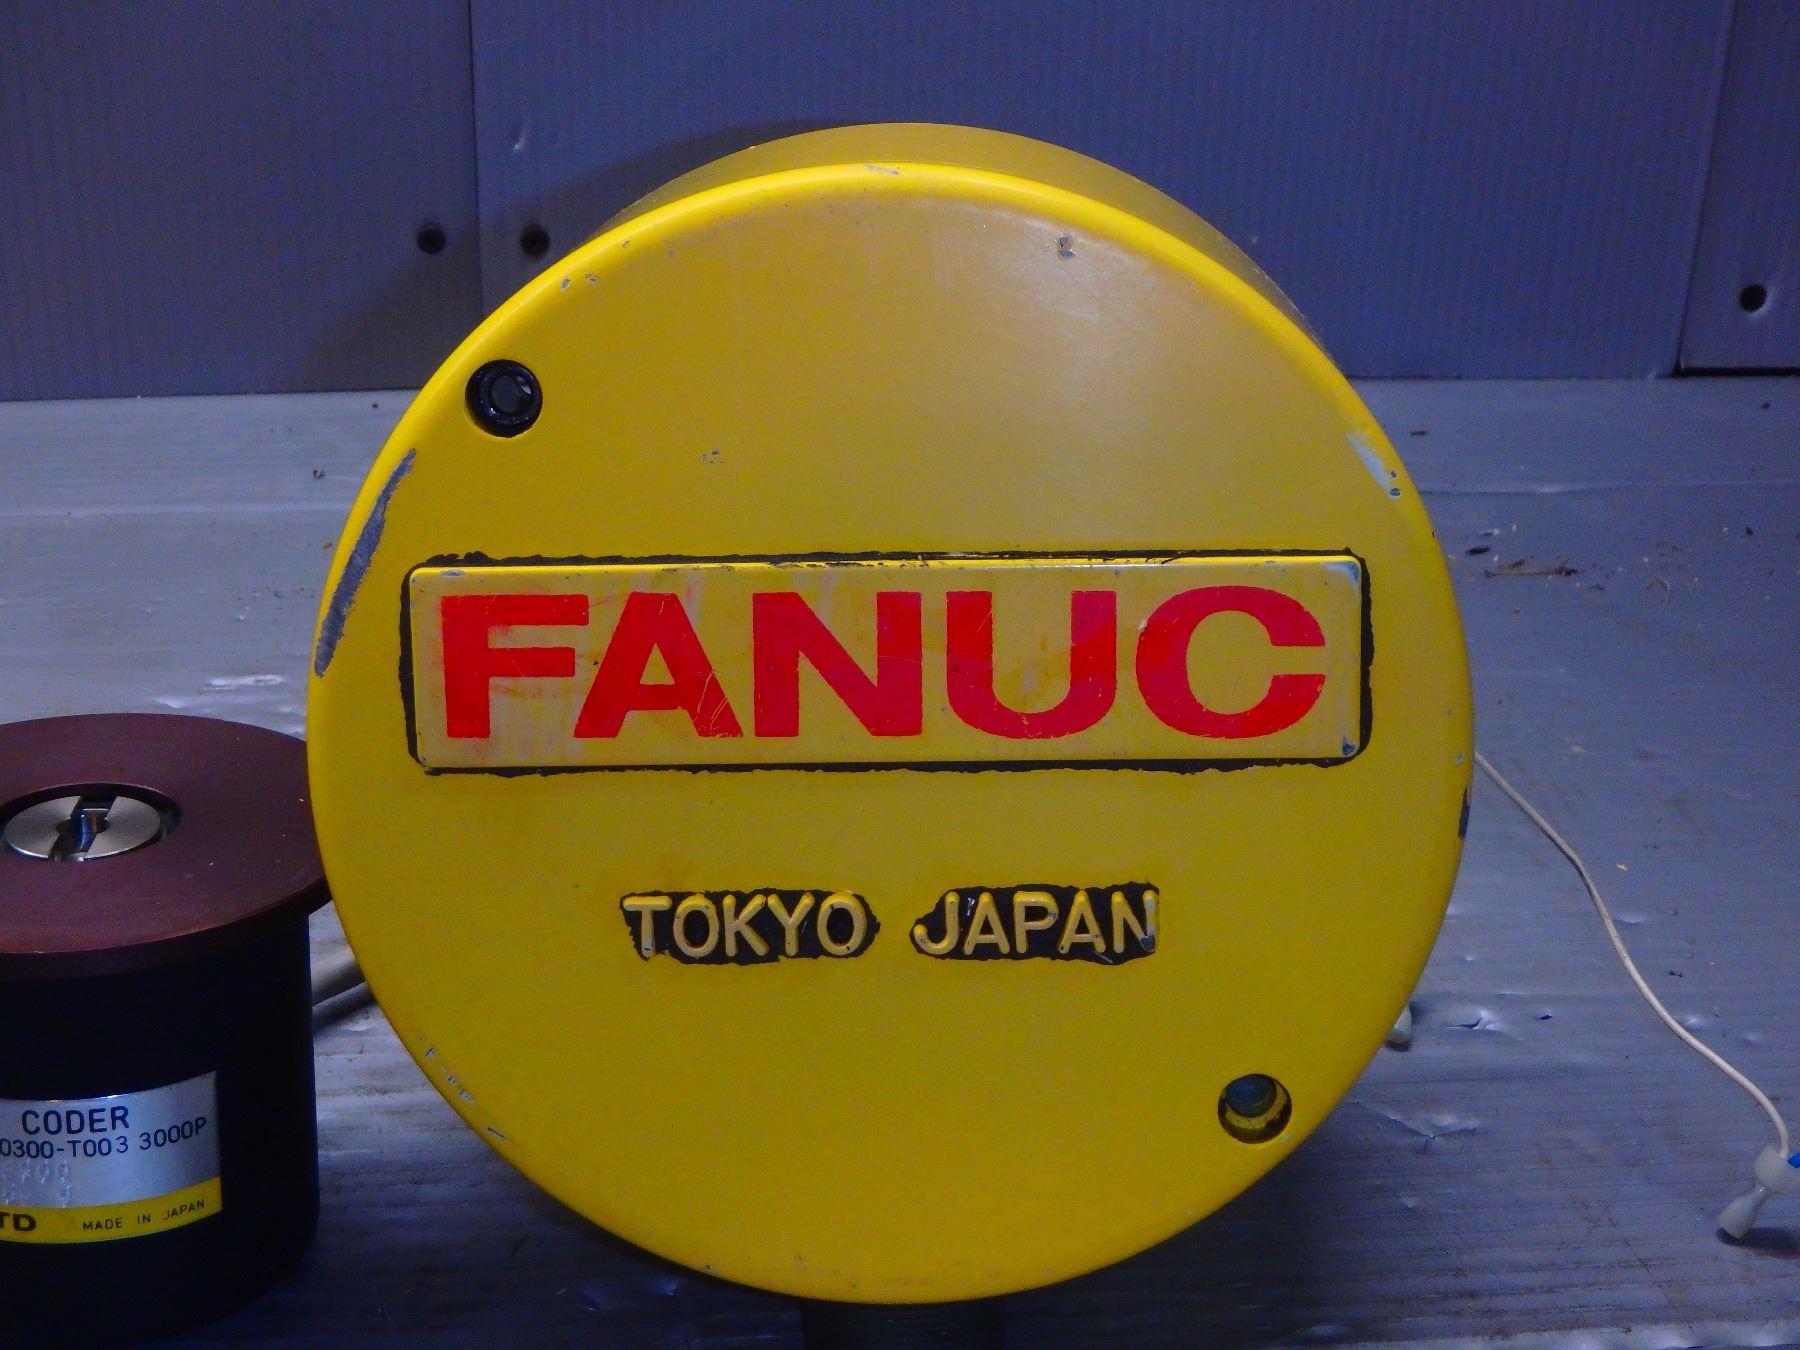 FANUC
TOKYO JAPAN
CODER
0300-T003 3000P
TD
MADE IN JAPAN